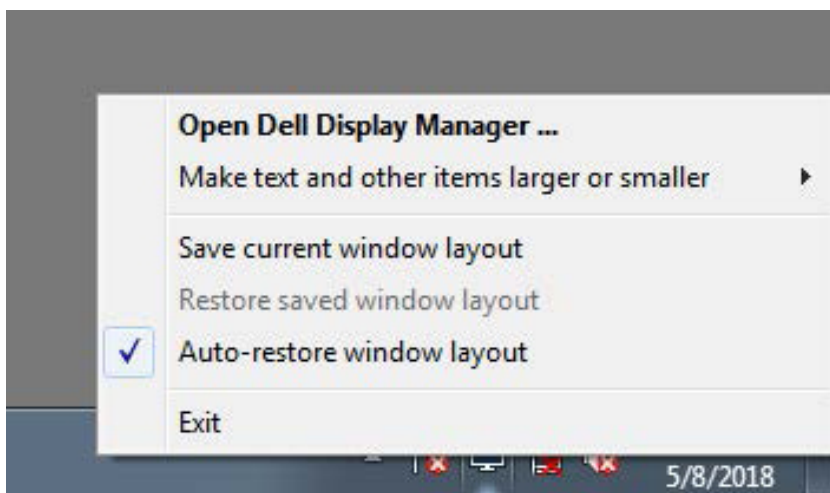 Open Dell Display Manager ...
Make text and other items larger or smaller
Save current window layout
Restore saved window layout
Auto-restore window layout
Exit
5/8/2018